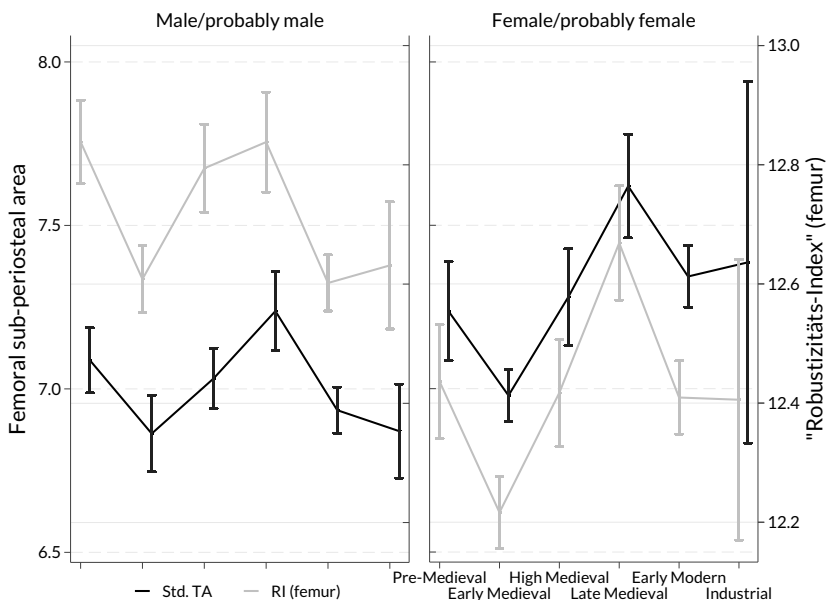 Male/probably male
Female/probably female
8.0
7.5
7.0
6.5
Femoral sub-periosteal area
13.0
12.8
12.6
12.4
12.2
"Robustizitäts-Index" (femur)
Pre-Medieval
High Medieval
Early Modern
Early Medieval
Late Medieval
Industrial
Std. TA
RI (femur)